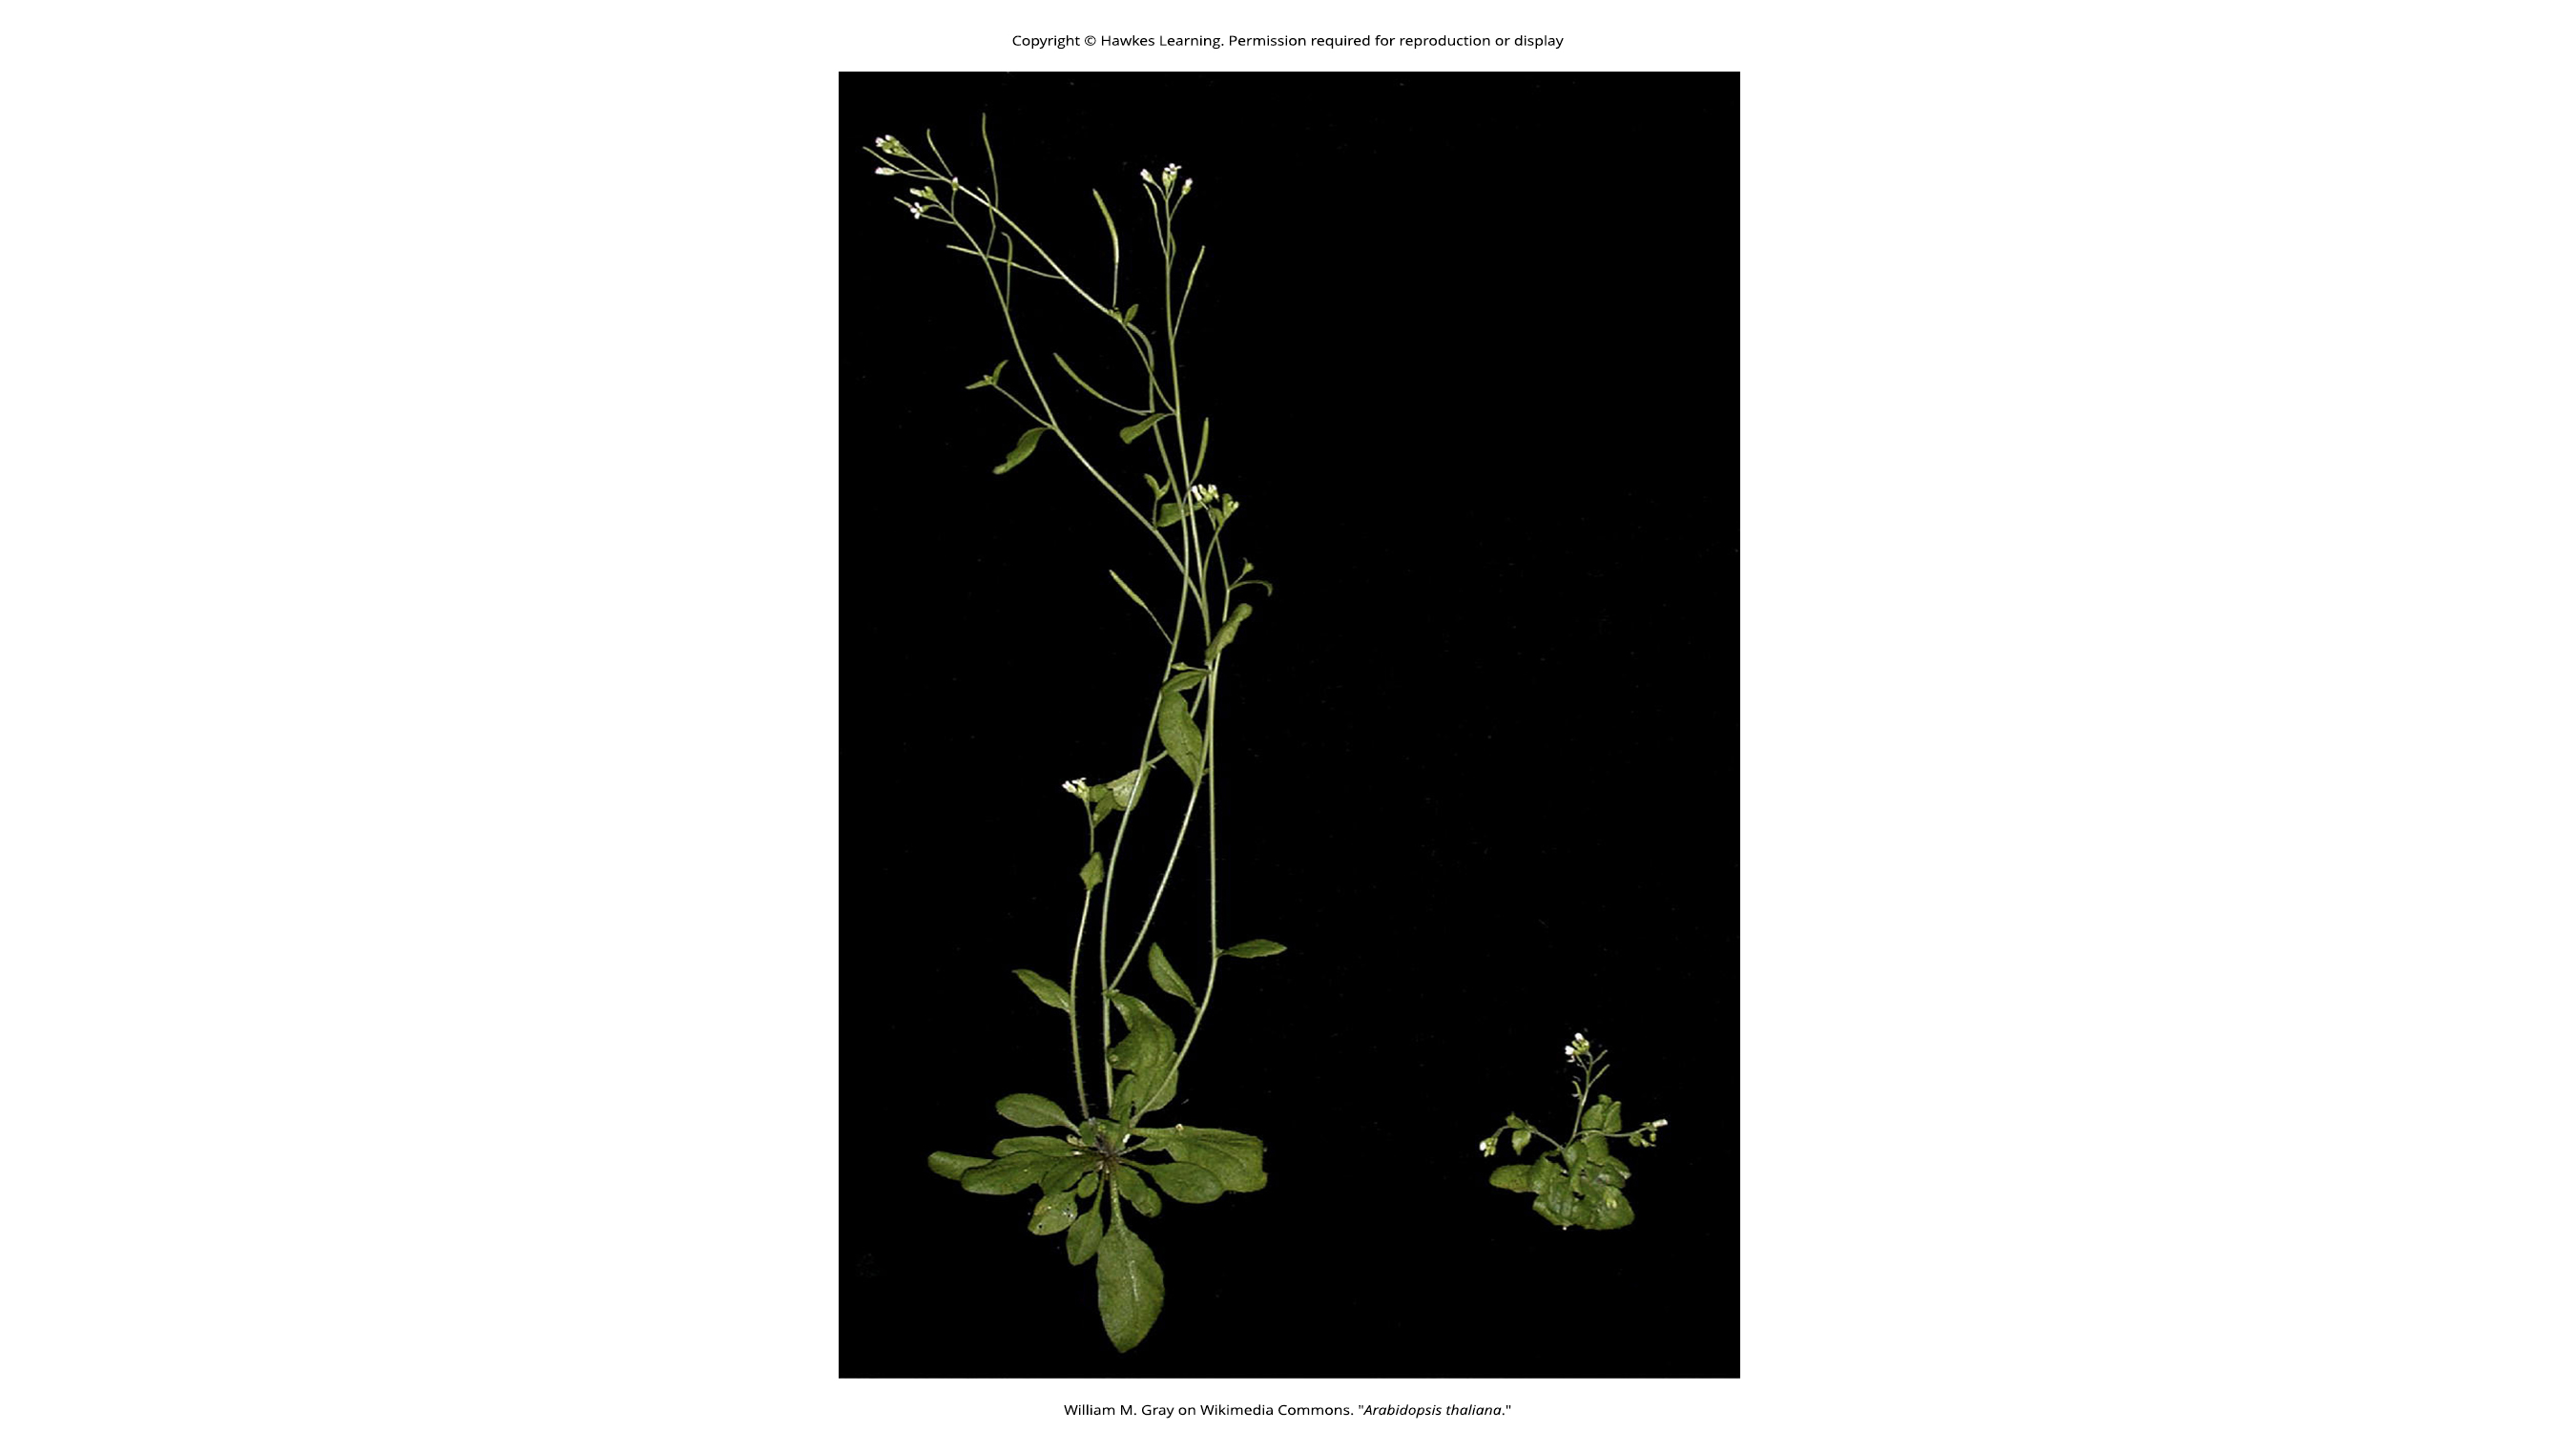 Copyright © Hawkes Learning. Permission required for reproduction or display
William M. Gray on Wikimedia Commons. "Arabidopsis thaliana."